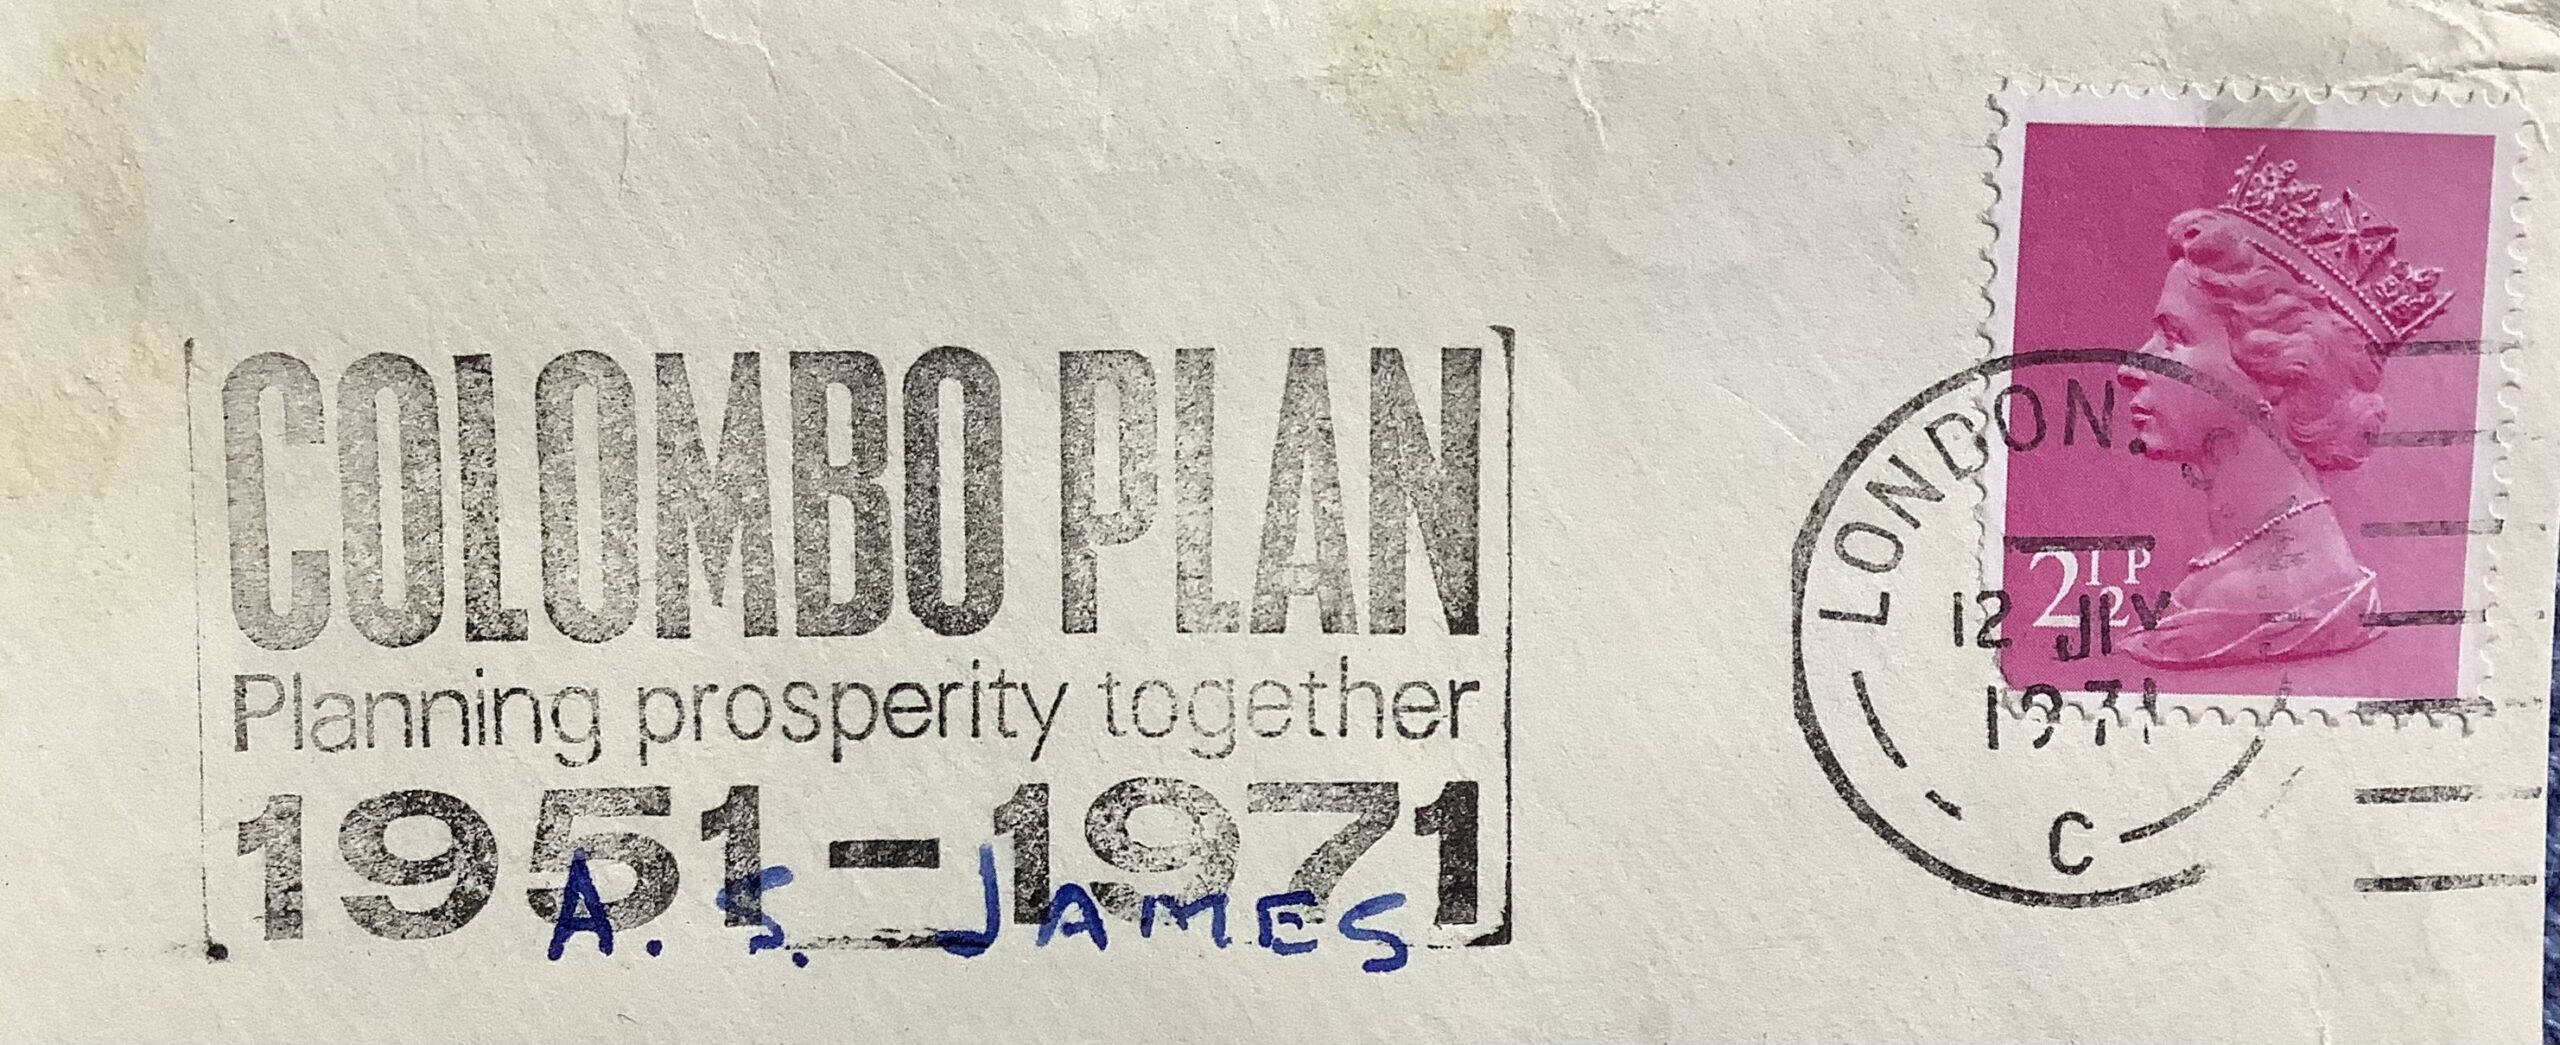 COLOMBO PLAN
Planning prosperity together
1951-1971
A. S. JAMES
LONDON.
2½P
12 JLY
1971
C